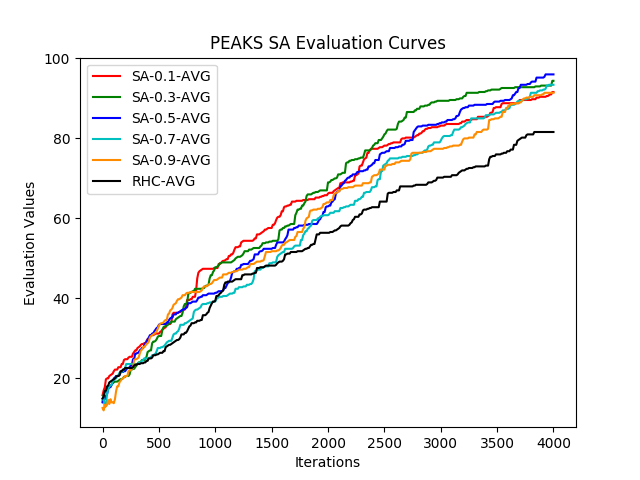 PEAKS SA Evaluation Curves
100
80
60
40
20
Evaluation Values
SA-0.1-AVG
SA-0.3-AVG
SA-0.5-AVG
SA-0.7-AVG
SA-0.9-AVG
RHC-AVG
0 500 1000 1500 2000 2500 3000 3500 4000
Iterations